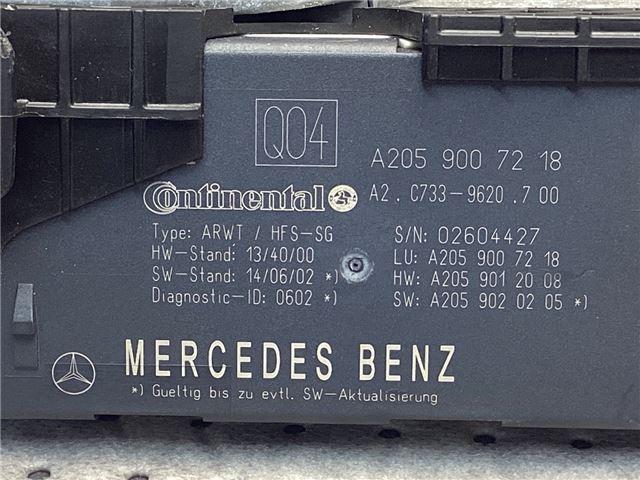 Q04
A205 900 72 18
Continental
A2.C733-9620.700
Type: ARWT / HFS-SG
S/N: 02604427
HW-Stand: 13/40/00
LU: A205 900 72 18
SW-Stand: 14/06/02 *)
HW: A205 901 20 08
Diagnostic-ID: 0602 *)
SW: A205 902 02 05 *)
MERCEDES BENZ
*) Gueltig bis zu evtl. SW-Aktualisierung